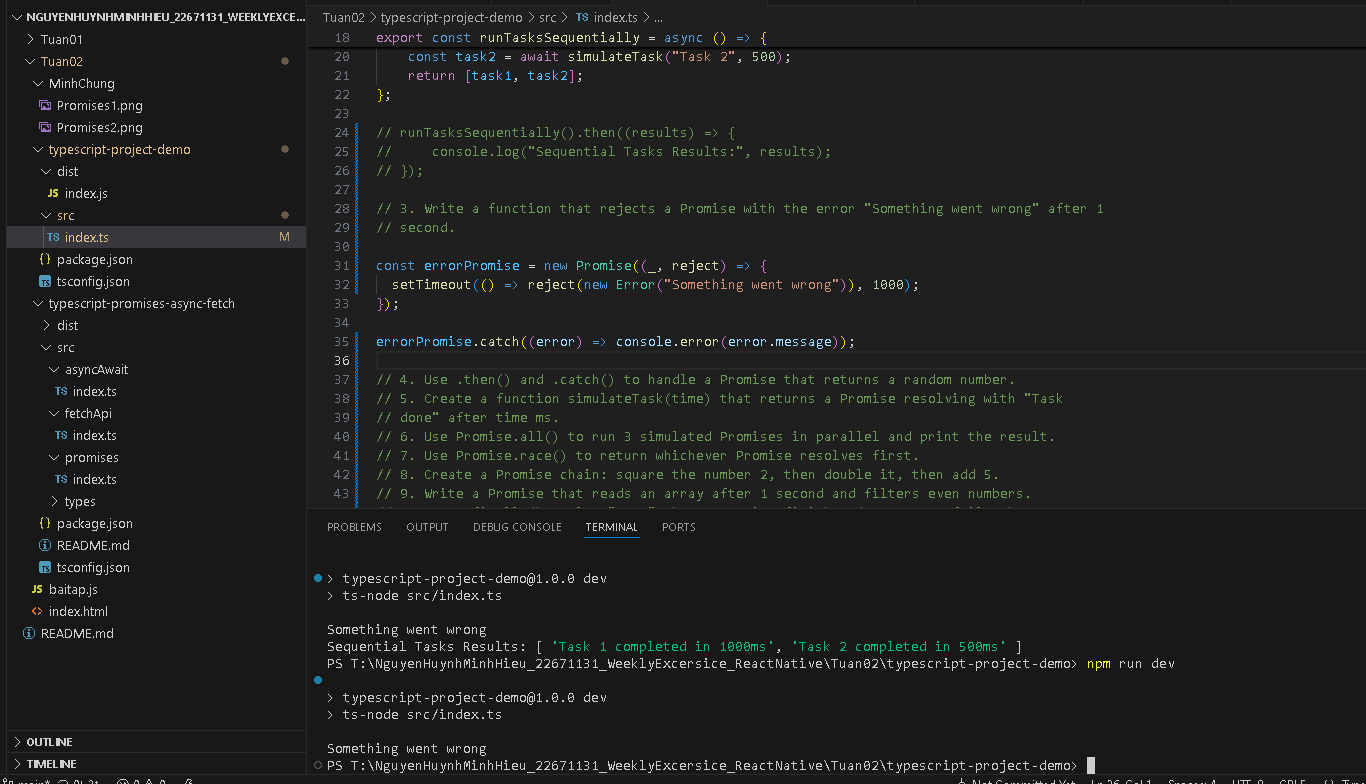 NGUYENHUYNHMINHHIEU_22671131_WEEKLYEXCE...
Tuan01
Tuan02
MinhChung
Promises1.png
Promises2.png
typescript-project-demo
dist
JS index.js
src
TS index.ts M
{} package.json
tsconfig.json
typescript-promises-async-fetch
dist
src
asyncAwait
TS index.ts
fetchApi
TS index.ts
promises
TS index.ts
types
{} package.json
README.md
tsconfig.json
JS baitap.js
<> index.html
README.md
OUTLINE
TIMELINE
Tuan02 > typescript-project-demo > src > TS index.ts > ...
18 export const runTasksSequentially = async () => {
20 const task2 = await simulateTask("Task 2", 500);
21 return [task1, task2];
22 };
23
24 // runTasksSequentially().then((results) => {
25 // console.log("Sequential Tasks Results:", results);
26 // });
27
28 // 3. Write a function that rejects a Promise with the error "Something went wrong" after 1
29 // second.
30
31 const errorPromise = new Promise((_, reject) => {
32 setTimeout(() => reject(new Error("Something went wrong")), 1000);
33 });
34
35 errorPromise.catch((error) => console.error(error.message));
36
37 // 4. Use .then() and .catch() to handle a Promise that returns a random number.
38 // 5. Create a function simulateTask(time) that returns a Promise resolving with "Task
39 // done" after time ms.
40 // 6. Use Promise.all() to run 3 simulated Promises in parallel and print the result.
41 // 7. Use Promise.race() to return whichever Promise resolves first.
42 // 8. Create a Promise chain: square the number 2, then double it, then add 5.
43 // 9. Write a Promise that reads an array after 1 second and filters even numbers.
PROBLEMS OUTPUT DEBUG CONSOLE TERMINAL PORTS
> typescript-project-demo@1.0.0 dev
> ts-node src/index.ts
Something went wrong
Sequential Tasks Results: [ 'Task 1 completed in 1000ms', 'Task 2 completed in 500ms' ]
PS T:\NguyenHuynhMinhHieu_22671131_WeeklyExcersice_ReactNative\Tuan02\typescript-project-demo> npm run dev
> typescript-project-demo@1.0.0 dev
> ts-node src/index.ts
Something went wrong
PS T:\NguyenHuynhMinhHieu_22671131_WeeklyExcersice_ReactNative\Tuan02\typescript-project-demo>